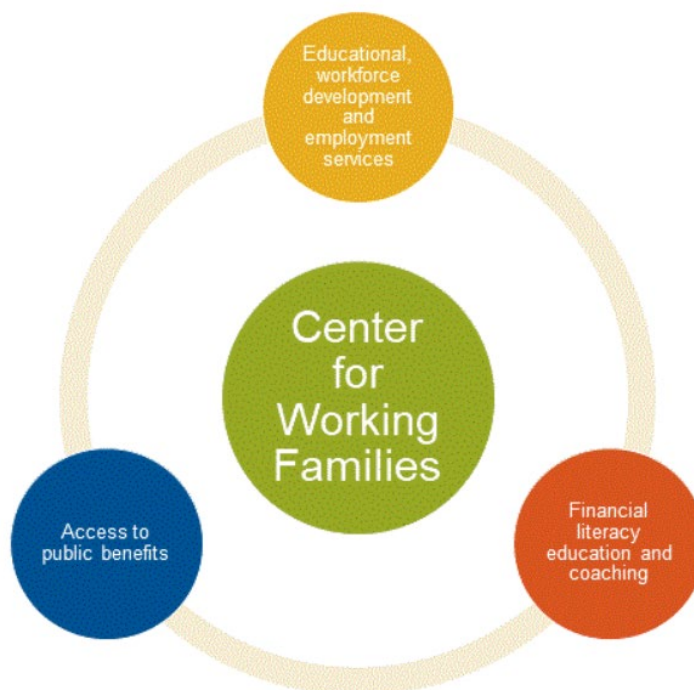 Educational,
workforce
development
and
employment
services
Center
for
Working
Families
Access to
public benefits
Financial
literacy
education and
coaching